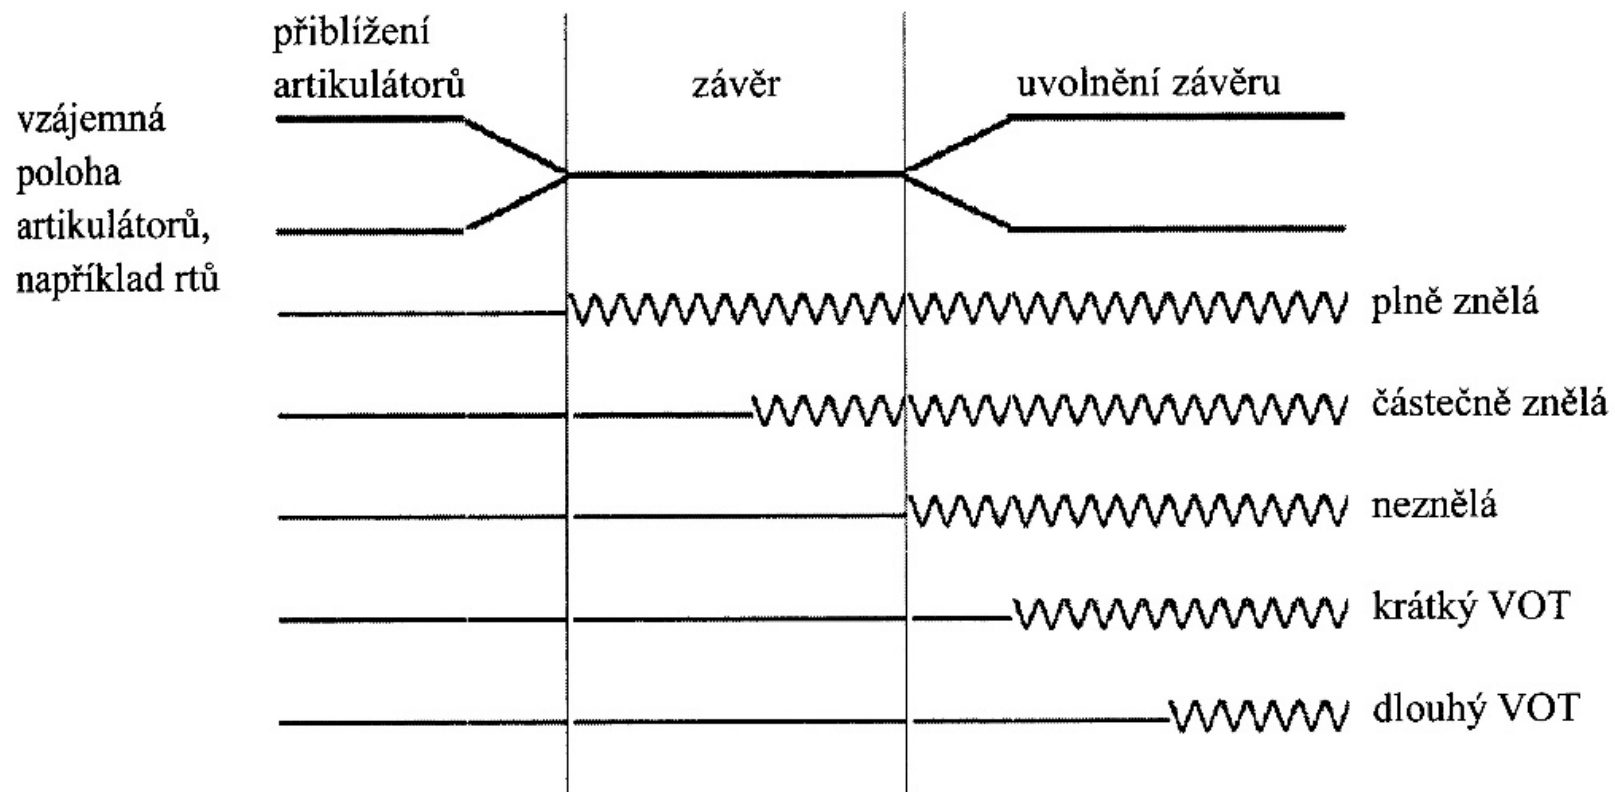 přiblížení
artikulátorů
závěr
uvolnění závěru
vzájemná
poloha
artikulátorů,
například rtů
plně znělá
částečně znělá
neznělá
krátký VOT
dlouhý VOT